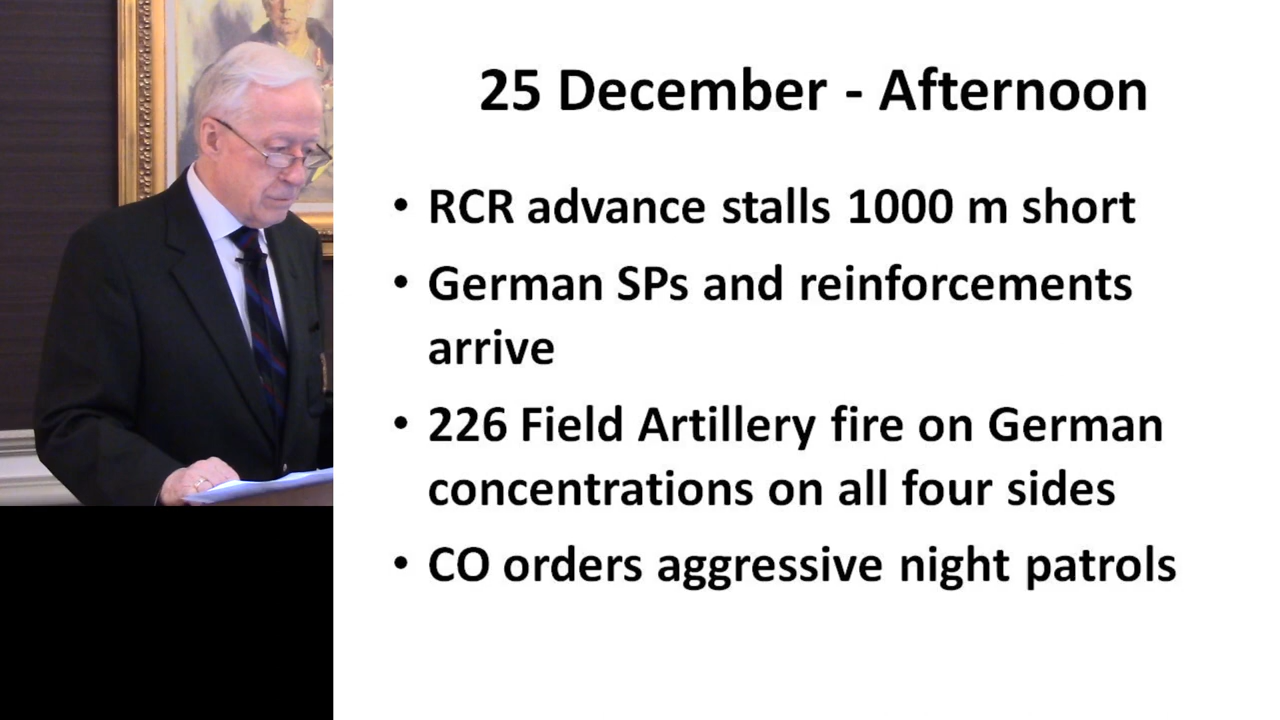 25 December - Afternoon
• RCR advance stalls 1000 m short
• German SPs and reinforcements
arrive
• 226 Field Artillery fire on German
concentrations on all four sides
• CO orders aggressive night patrols